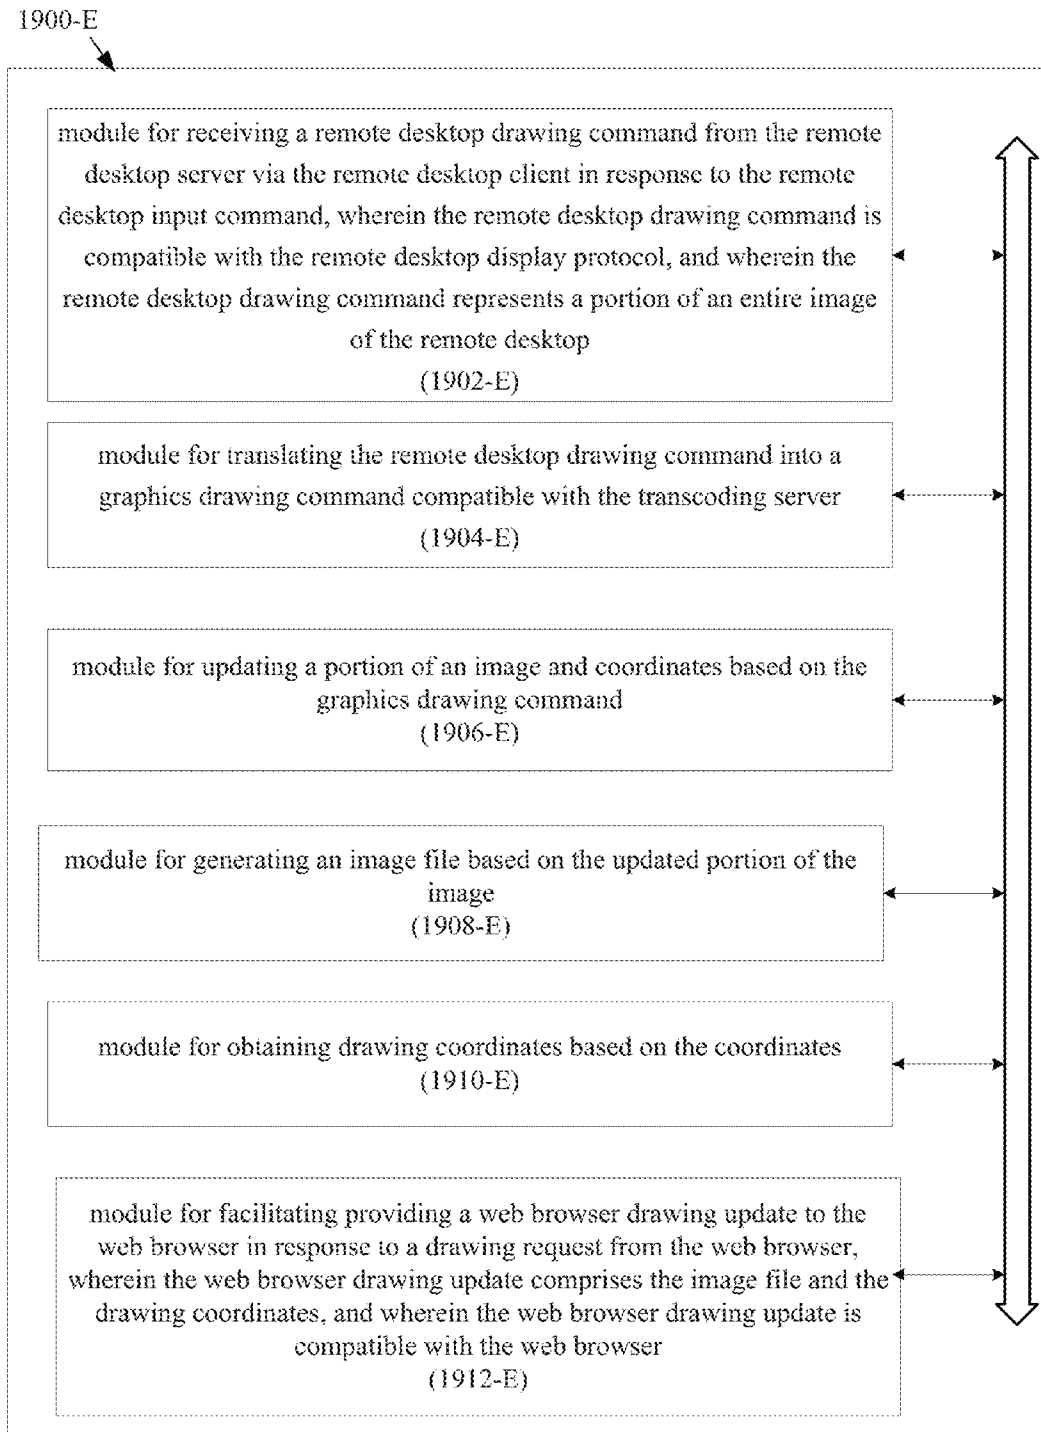 1900-E
module for receiving a remote desktop drawing command from the remote
desktop server via the remote desktop client in response to the remote
desktop input command, wherein the remote desktop drawing command is
compatible with the remote desktop display protocol, and wherein the
remote desktop drawing command represents a portion of an entire image
of the remote desktop
(1902-E)
module for translating the remote desktop drawing command into a
graphics drawing command compatible with the transcoding server
(1904-E)
module for updating a portion of an image and coordinates based on the
graphics drawing command
(1906-E)
module for generating an image file based on the updated portion of the
image
(1908-E)
module for obtaining drawing coordinates based on the coordinates
(1910-E)
module for facilitating providing a web browser drawing update to the
web browser in response to a drawing request from the web browser,
wherein the web browser drawing update comprises the image file and the
drawing coordinates, and wherein the web browser drawing update is
compatible with the web browser
(1912-E)